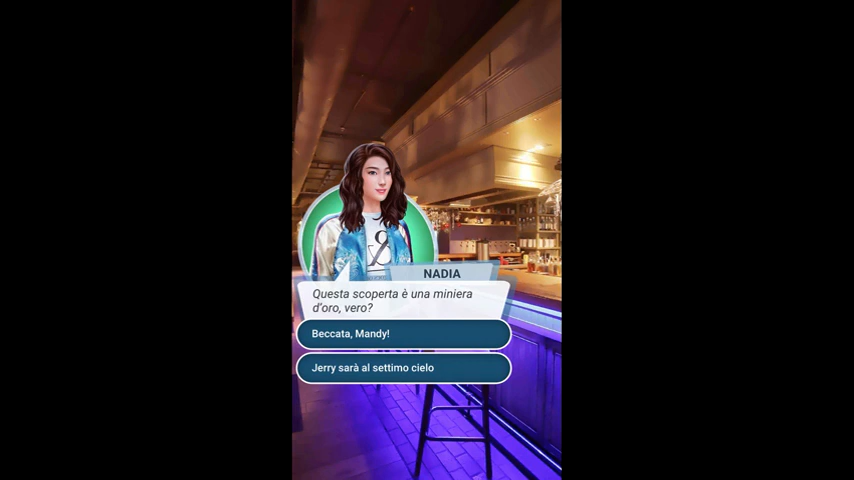 NADIA
Questa scoperta è una miniera
d'oro, vero?
Beccata, Mandy!
Jerry sarà al settimo cielo